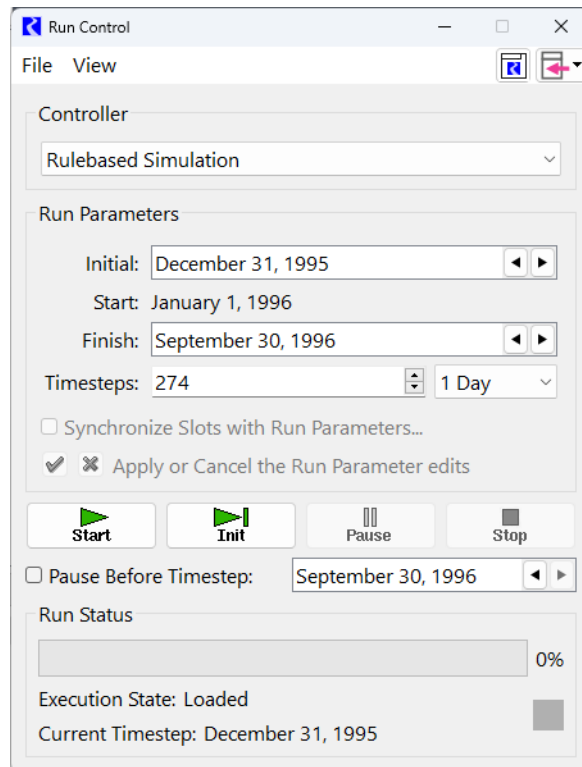 Run Control
File View
Controller
Rulebased Simulation
Run Parameters
Initial: December 31, 1995
Start: January 1, 1996
Finish: September 30, 1996
Timesteps: 274 1 Day
Synchronize Slots with Run Parameters...
Apply or Cancel the Run Parameter edits
Start Init Pause Stop
Pause Before Timestep: September 30, 1996
Run Status
0%
Execution State: Loaded
Current Timestep: December 31, 1995